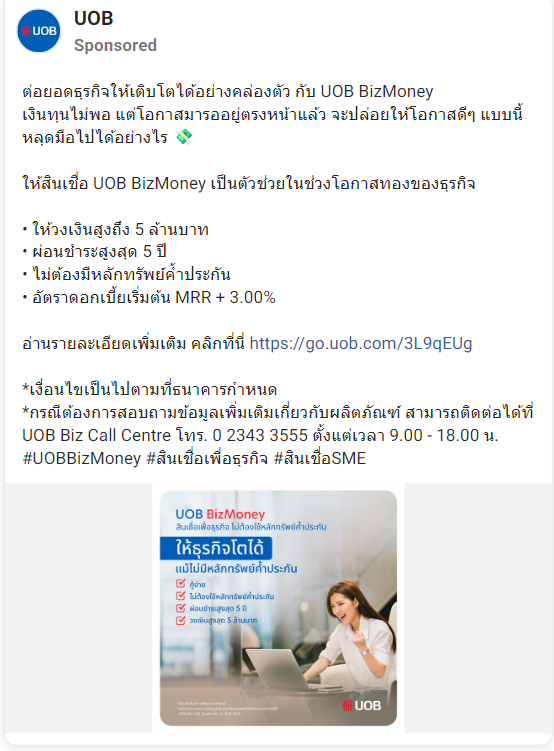 UOB
UOB
Sponsored
ต่อยอดธุรกิจให้เติบโตได้อย่างคล่องตัว กับ UOB BizMoney
เงินทุนไม่พอ แต่โอกาสมารออยู่ตรงหน้าแล้ว จะปล่อยให้โอกาสดีๆ แบบนี้
หลุดมือไปได้อย่างไร 💸
ให้สินเชื่อ UOB BizMoney เป็นตัวช่วยในช่วงโอกาสทองของธุรกิจ
• ให้วงเงินสูงถึง 5 ล้านบาท
• ผ่อนชำระสูงสุด 5 ปี
• ไม่ต้องมีหลักทรัพย์ค้ำประกัน
• อัตราดอกเบี้ยเริ่มต้น MRR + 3.00%
อ่านรายละเอียดเพิ่มเติม คลิกที่นี่ https://go.uob.com/3L9qEUg
*เงื่อนไขเป็นไปตามที่ธนาคารกำหนด
*กรณีต้องการสอบถามข้อมูลเพิ่มเติมเกี่ยวกับผลิตภัณฑ์ สามารถติดต่อได้ที่
UOB Biz Call Centre โทร. 0 2343 3555 ตั้งแต่เวลา 9.00 - 18.00 น.
#UOBBizMoney #สินเชื่อเพื่อธุรกิจ #สินเชื่อSME
UOB BizMoney
สินเชื่อเพื่อธุรกิจ ไม่ต้องใช้หลักทรัพย์ค้ำประกัน
ให้ธุรกิจโตได้
แม้ไม่มีหลักทรัพย์ค้ำประกัน
กู้ง่าย
ไม่ต้องใช้หลักทรัพย์ค้ำประกัน
ผ่อนชำระสูงสุด 5 ปี
วงเงินสูงสุด 5 ล้านบาท
UOB